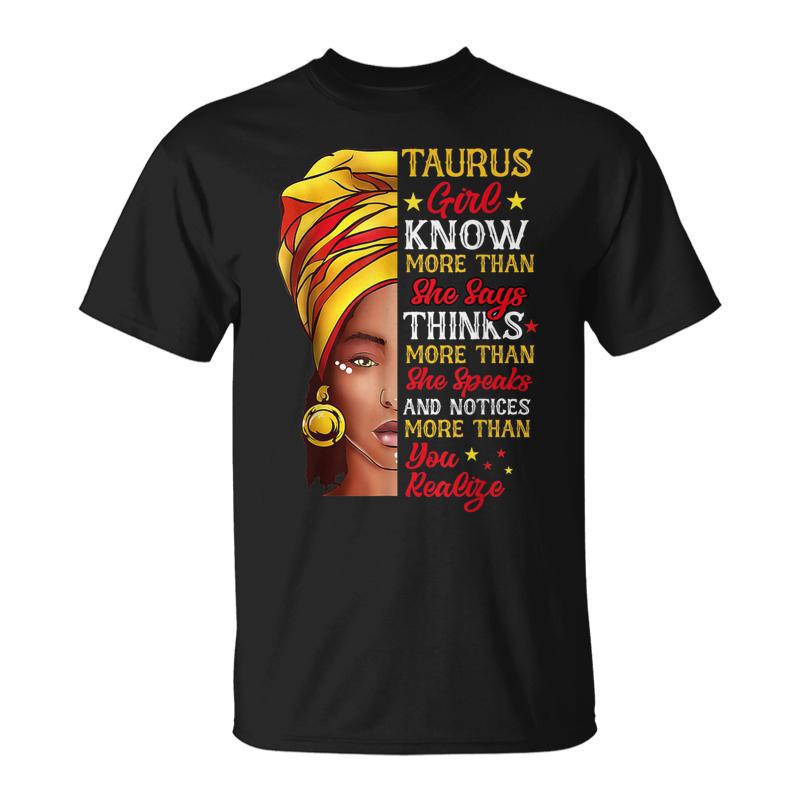 TAURUS
Girl
KNOW
MORE THAN
She Says
THINKS
MORE THAN
She Speaks
AND NOTICES
MORE THAN
You
Realize